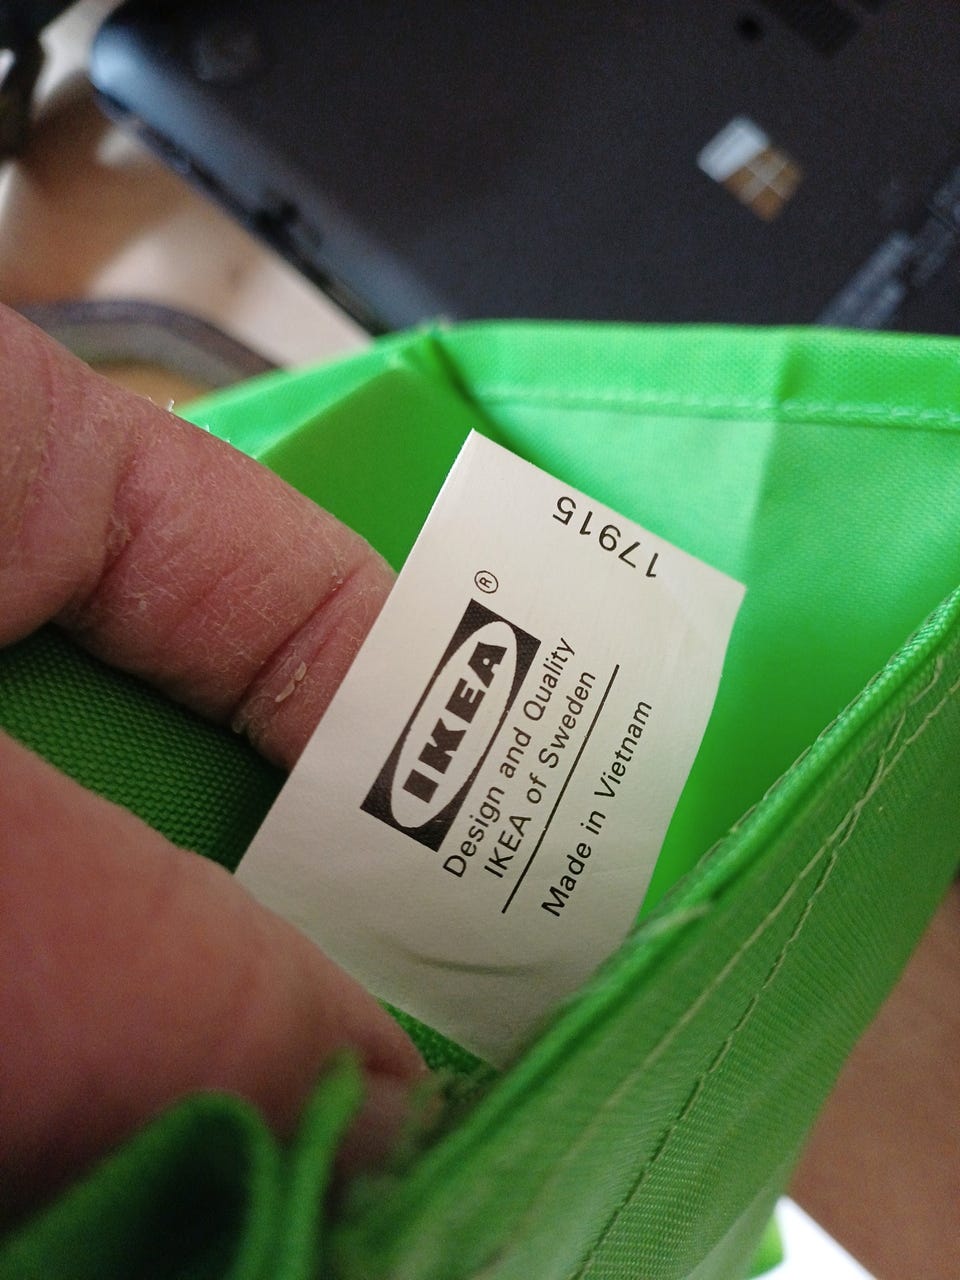 17915
IKEA®
Design and Quality
IKEA of Sweden
Made in Vietnam